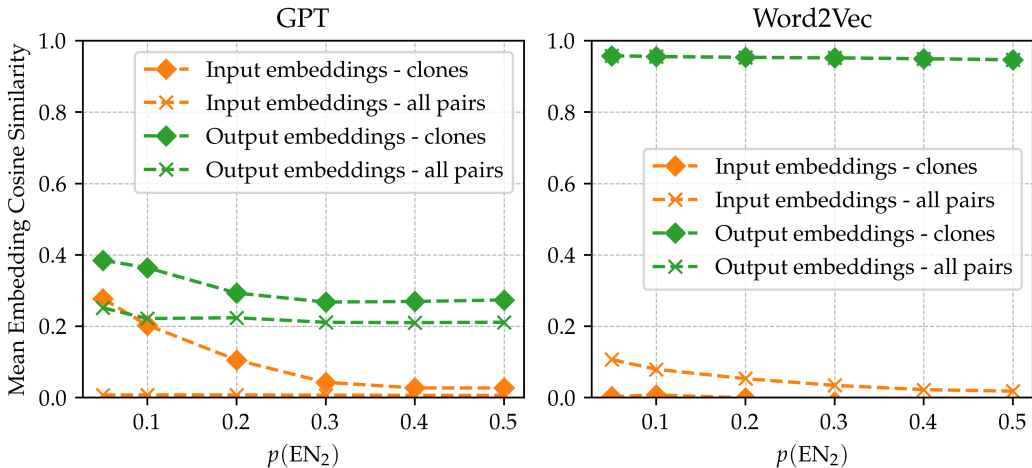 GPT
Mean Embedding Cosine Similarity
1.0
0.8
0.6
0.4
0.2
0.0
Input embeddings - clones
Input embeddings - all pairs
Output embeddings - clones
Output embeddings - all pairs
0.1 0.2 0.3 0.4 0.5
p(EN₂)
Word2Vec
1.0
0.8
0.6
0.4
0.2
0.0
Input embeddings - clones
Input embeddings - all pairs
Output embeddings - clones
Output embeddings - all pairs
0.1 0.2 0.3 0.4 0.5
p(EN₂)